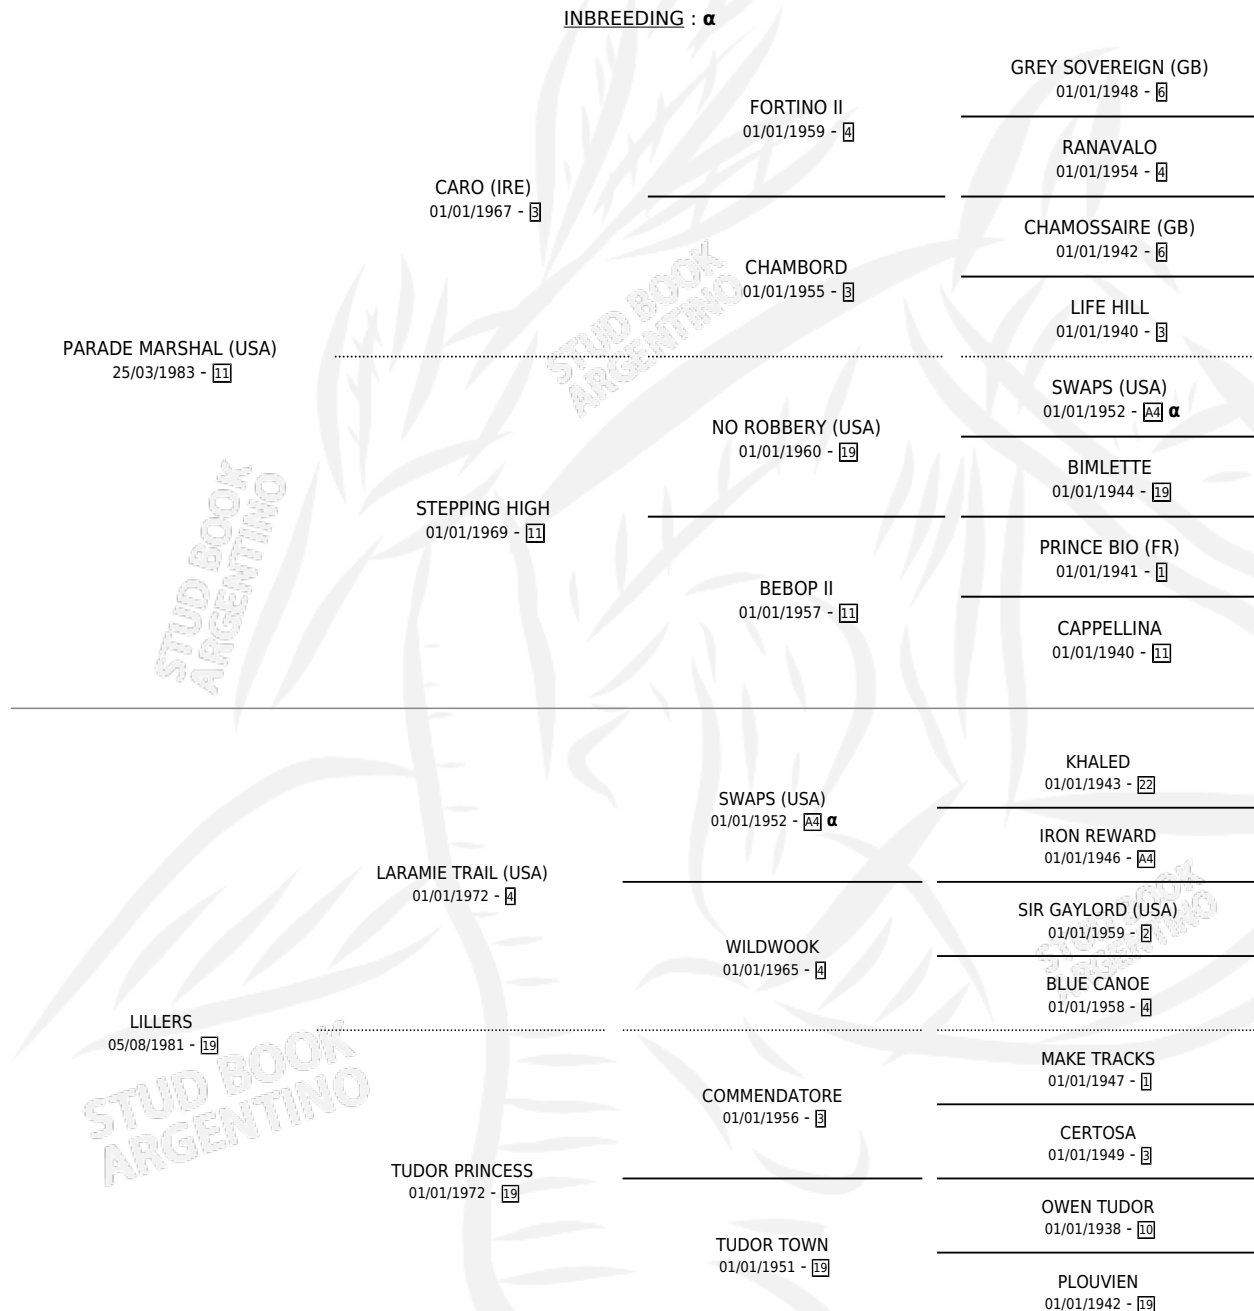 INBREEDING : α
GREY SOVEREIGN (GB)
01/01/1948 - 6
FORTINO II
01/01/1959 - 4
RANAVALO
01/01/1954 - 4
CARO (IRE)
01/01/1967 - 3
CHAMOSSAIRE (GB)
01/01/1942 - 6
CHAMBORD
01/01/1955 - 3
LIFE HILL
01/01/1940 - 3
PARADE MARSHAL (USA)
25/03/1983 - 11
SWAPS (USA)
01/01/1952 - A4 α
NO ROBBERY (USA)
01/01/1960 - 19
BIMLETTE
01/01/1944 - 19
STEPPING HIGH
01/01/1969 - 11
PRINCE BIO (FR)
01/01/1941 - 1
BEBOP II
01/01/1957 - 11
CAPPELLINA
01/01/1940 - 11
KHALED
01/01/1943 - 22
SWAPS (USA)
01/01/1952 - A4 α
IRON REWARD
01/01/1946 - A4
LARAMIE TRAIL (USA)
01/01/1972 - 4
SIR GAYLORD (USA)
01/01/1959 - 2
WILDWOOK
01/01/1965 - 4
BLUE CANOE
01/01/1958 - 4
LILLERS
05/08/1981 - 19
MAKE TRACKS
01/01/1947 - 1
COMMENDATORE
01/01/1956 - 3
CERTOSA
01/01/1949 - 3
TUDOR PRINCESS
01/01/1972 - 19
OWEN TUDOR
01/01/1938 - 10
TUDOR TOWN
01/01/1951 - 19
PLOUVIEN
01/01/1942 - 19
STUD BOOK
ARGENTINO
STUD BOOK
ARGENTINO
STUD BOOK
ARGENTINO
STUD BOOK
ARGENTINO